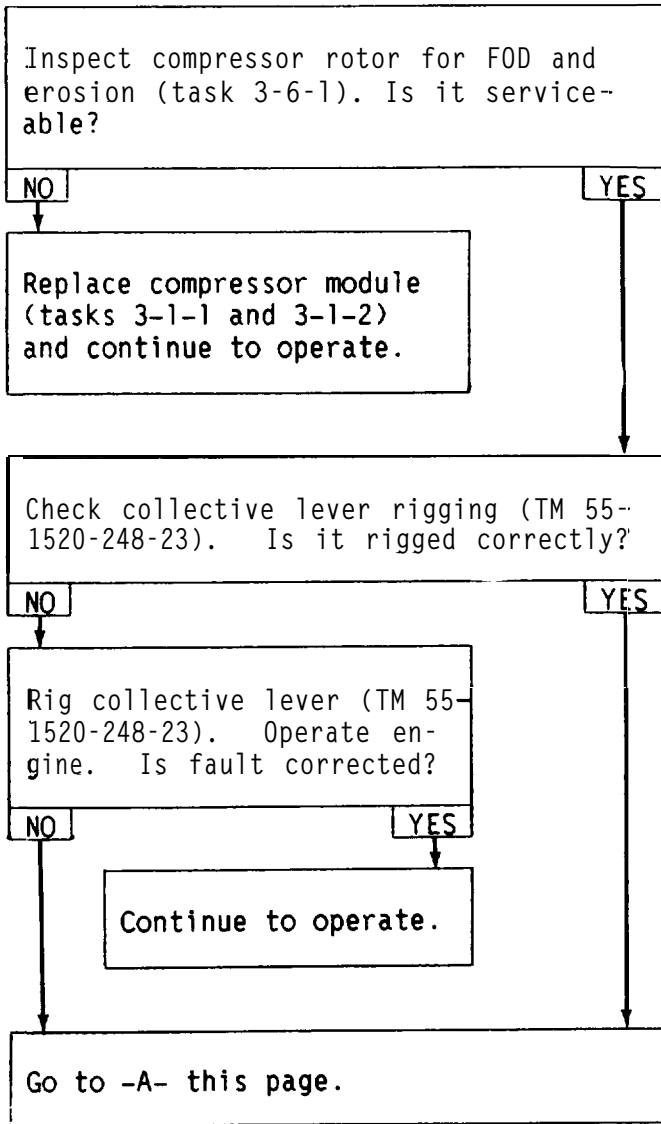 Inspect compressor rotor for FOD and
erosion (task 3-6-1). Is it service-
able?
NO
YES
Replace compressor module
(tasks 3-1-1 and 3-1-2)
and continue to operate.
Check collective lever rigging (TM 55-
1520-248-23). Is it rigged correctly?
NO
YES
Rig collective lever (TM 55-
1520-248-23). Operate en-
gine. Is fault corrected?
NO
YES
Continue to operate.
Go to -A- this page.